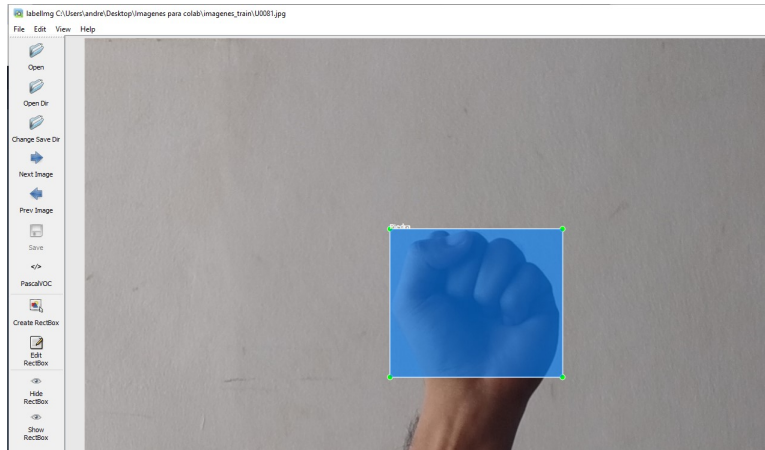 labelImg C:\Users\andre\Desktop\Imagenes para colab\imagenes_train\U0081.jpg
File Edit View Help
Open
Open Dir
Change Save Dir
Next Image
Prev Image
Save
</>
PascalVOC
Create RectBox
Edit
RectBox
Hide
RectBox
Show
RectBox
Piedra